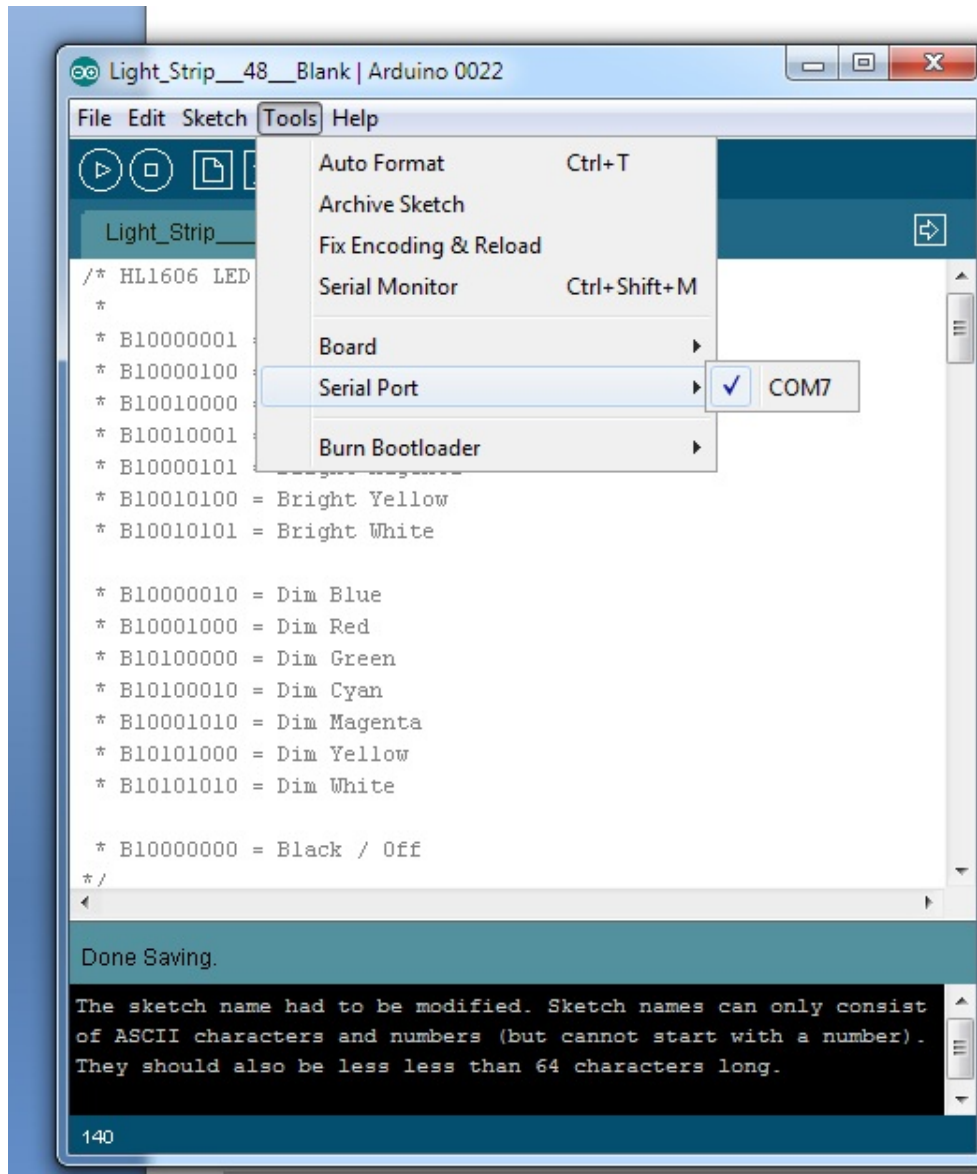 Light_Strip__48__Blank | Arduino 0022
File Edit Sketch Tools Help
Auto Format Ctrl+T
Archive Sketch
Light_Strip__
Fix Encoding & Reload
/* HL1606 LED
Serial Monitor Ctrl+Shift+M
*
* B10000001
Board
* B10000100
Serial Port
COM7
* B10010000
* B10010001
Burn Bootloader
* B10000101
* B10010100 = Bright Yellow
* B10010101 = Bright White
* B10000010 = Dim Blue
* B10001000 = Dim Red
* B10100000 = Dim Green
* B10100010 = Dim Cyan
* B10001010 = Dim Magenta
* B10101000 = Dim Yellow
* B10101010 = Dim White
* B10000000 = Black / Off
*/
Done Saving.
The sketch name had to be modified. Sketch names can only consist
of ASCII characters and numbers (but cannot start with a number).
They should also be less less than 64 characters long.
140